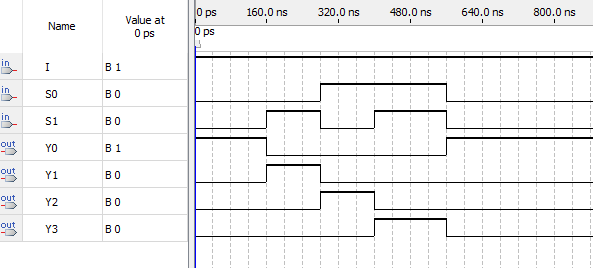 Name
Value at
0 ps
0 ps 160.0 ns 320.0 ns 480.0 ns 640.0 ns 800.0 ns
0 ps
in I B 1
in S0 B 0
in S1 B 0
out Y0 B 1
out Y1 B 0
out Y2 B 0
out Y3 B 0